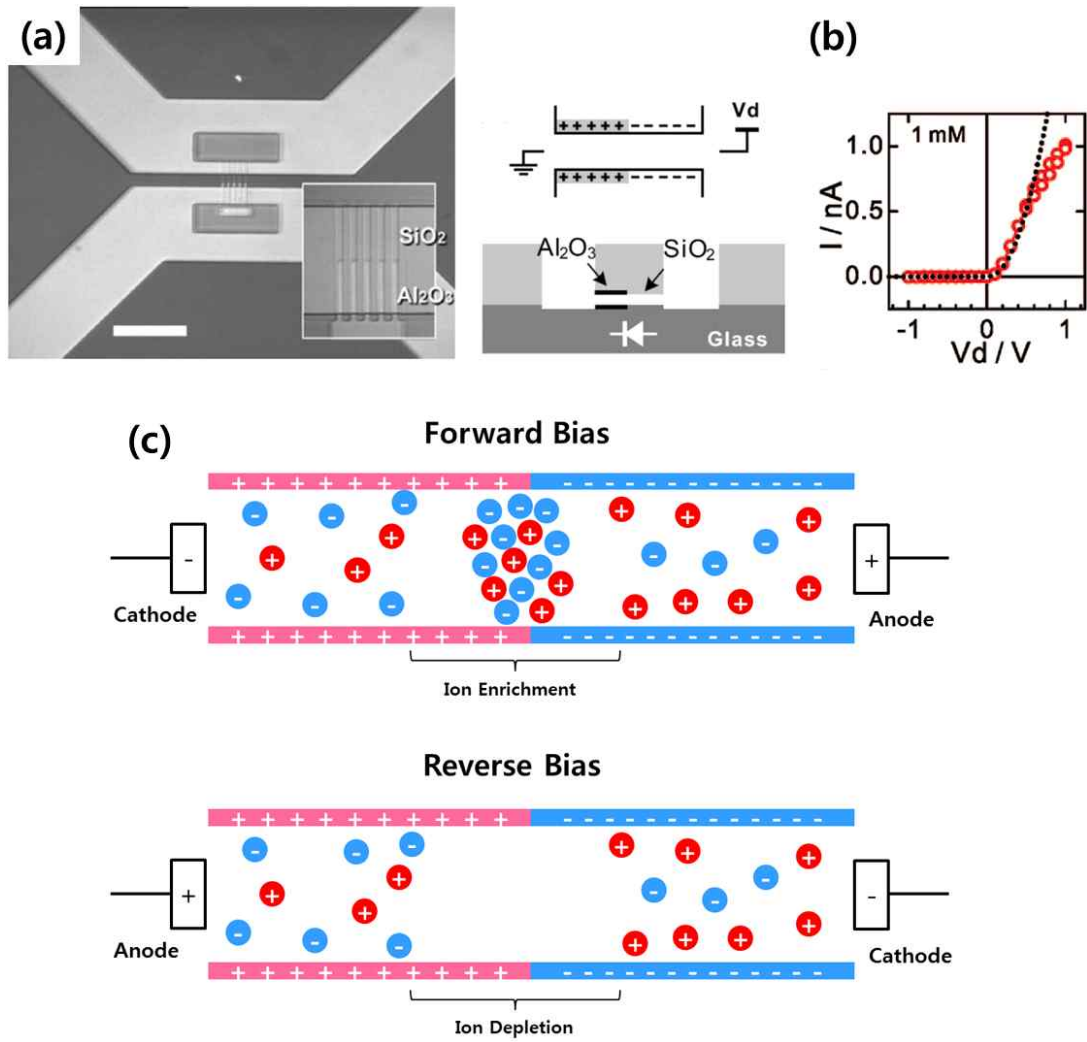 (a)
SiO2
Al2O3
+ + + + + - - - - - -
Vd
+ + + + + - - - - - -
Al2O3
SiO2
Glass
(b)
1 mM
1.0
0.5
0.0
I / nA
-1
0
1
Vd / V
(c)
Forward Bias
-
Cathode
+
Anode
Ion Enrichment
Reverse Bias
+
Anode
-
Cathode
Ion Depletion